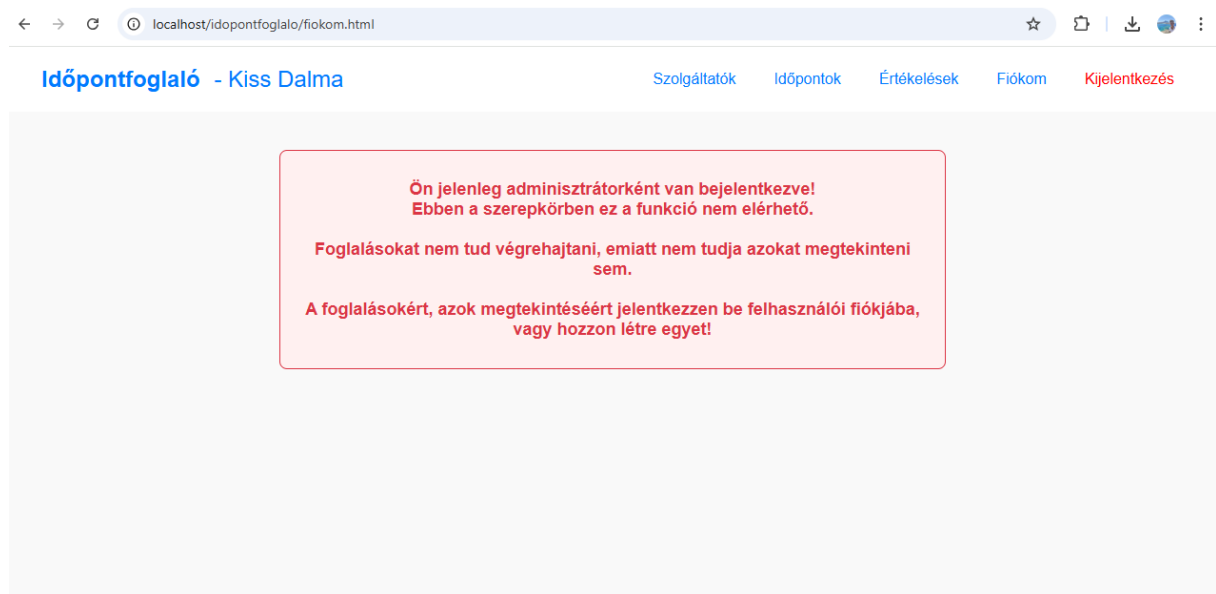 localhost/idopontfoglalo/fiokom.html
Időpontfoglaló - Kiss Dalma Szolgáltatók Időpontok Értékelések Fiókom Kijelentkezés
Ön jelenleg adminisztrátorként van bejelentkezve!
Ebben a szerepkörben ez a funkció nem elérhető.
Foglalásokat nem tud végrehajtani, emiatt nem tudja azokat megtekinteni
sem.
A foglalásokért, azok megtekintéséért jelentkezzen be felhasználói fiókjába,
vagy hozzon létre egyet!